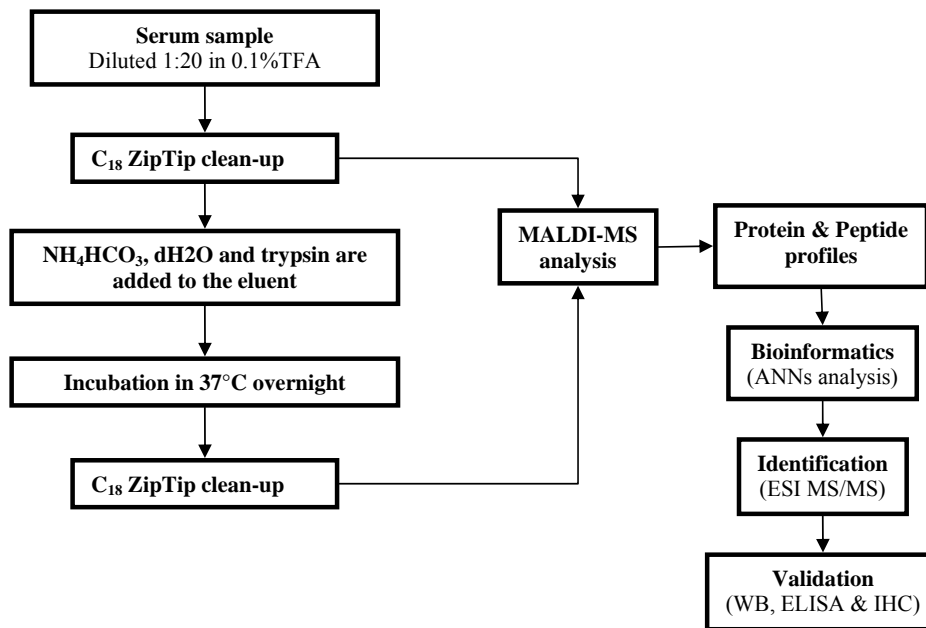 Serum sample
Diluted 1:20 in 0.1%TFA
C₁₈ ZipTip clean-up
NH₄HCO₃, dH2O and trypsin are
added to the eluent
Incubation in 37°C overnight
C₁₈ ZipTip clean-up
MALDI-MS
analysis
Protein & Peptide
profiles
Bioinformatics
(ANNs analysis)
Identification
(ESI MS/MS)
Validation
(WB, ELISA & IHC)